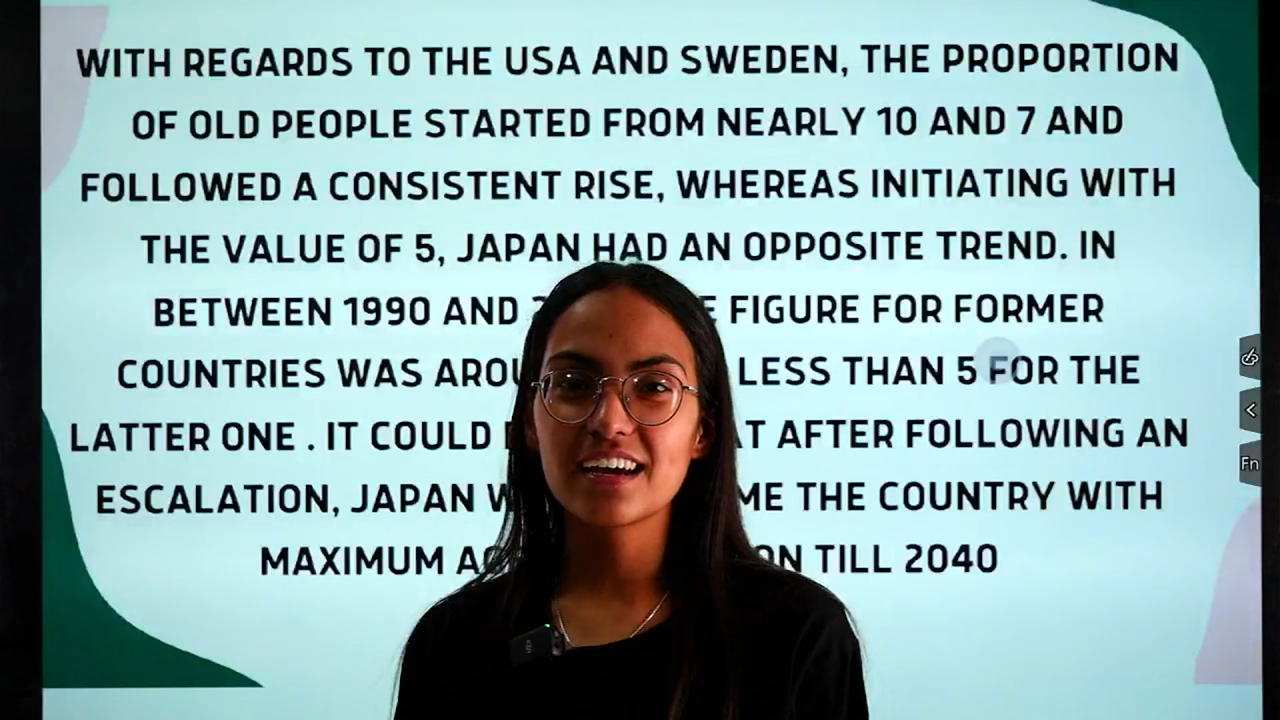 WITH REGARDS TO THE USA AND SWEDEN, THE PROPORTION
OF OLD PEOPLE STARTED FROM NEARLY 10 AND 7 AND
FOLLOWED A CONSISTENT RISE, WHEREAS INITIATING WITH
THE VALUE OF 5, JAPAN HAD AN OPPOSITE TREND. IN
BETWEEN 1990 AND FIGURE FOR FORMER
COUNTRIES WAS LESS THAN 5 FOR THE
LATTER ONE . IT COULD AFTER FOLLOWING AN
ESCALATION, JAPAN THE COUNTRY WITH
MAXIMUM TILL 2040
Fn